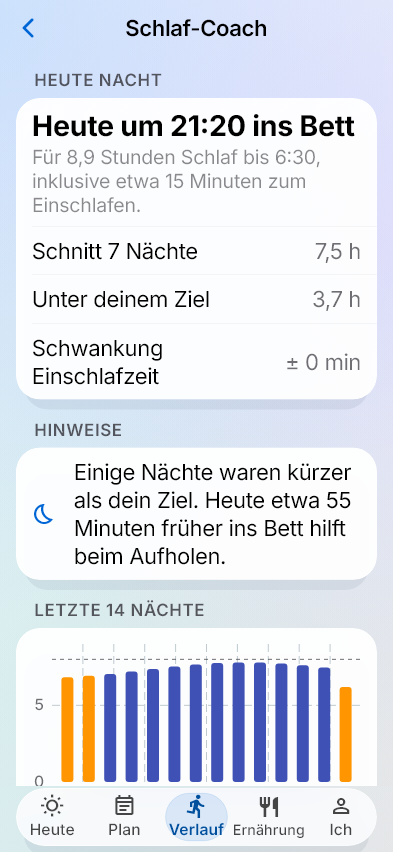 Schlaf-Coach
HEUTE NACHT
Heute um 21:20 ins Bett
Für 8,9 Stunden Schlaf bis 6:30,
inklusive etwa 15 Minuten zum
Einschlafen.
Schnitt 7 Nächte 7,5 h
Unter deinem Ziel 3,7 h
Schwankung
Einschlafzeit ± 0 min
HINWEISE
Einige Nächte waren kürzer
als dein Ziel. Heute etwa 55
Minuten früher ins Bett hilft
beim Aufholen.
LETZTE 14 NÄCHTE
5
0
Heute Plan Verlauf Ernährung Ich